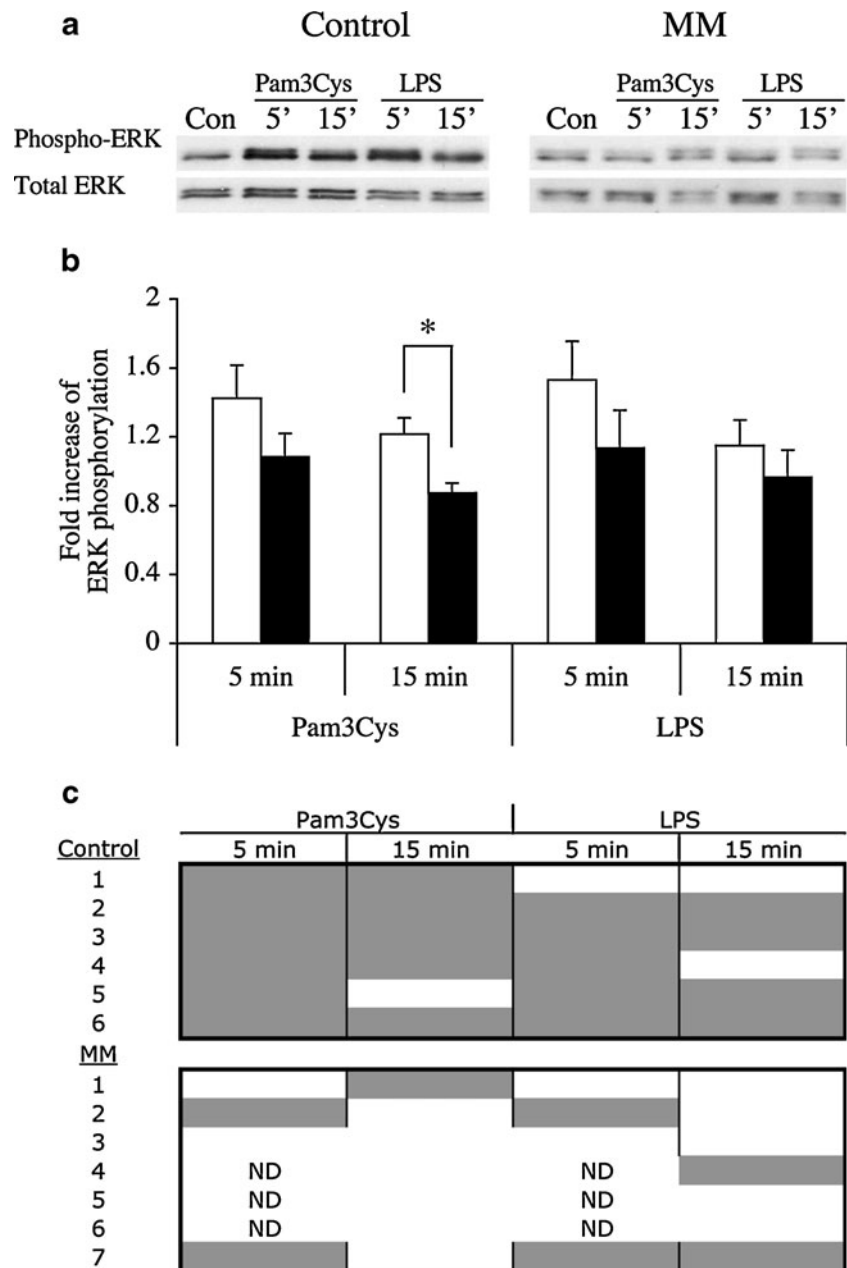 a
Control MM
Pam3Cys LPS Pam3Cys LPS
Con 5’ 15’ 5’ 15’ Con 5’ 15’ 5’ 15’
Phospho-ERK
Total ERK
b
Fold increase of
ERK phosphorylation
2
1.6
1.2
0.8
0.4
0
*
5 min 15 min 5 min 15 min
Pam3Cys LPS
c
Pam3Cys LPS
Control 5 min 15 min 5 min 15 min
1
2
3
4
5
6
MM
1
2
3
4 ND ND
5 ND ND
6 ND ND
7